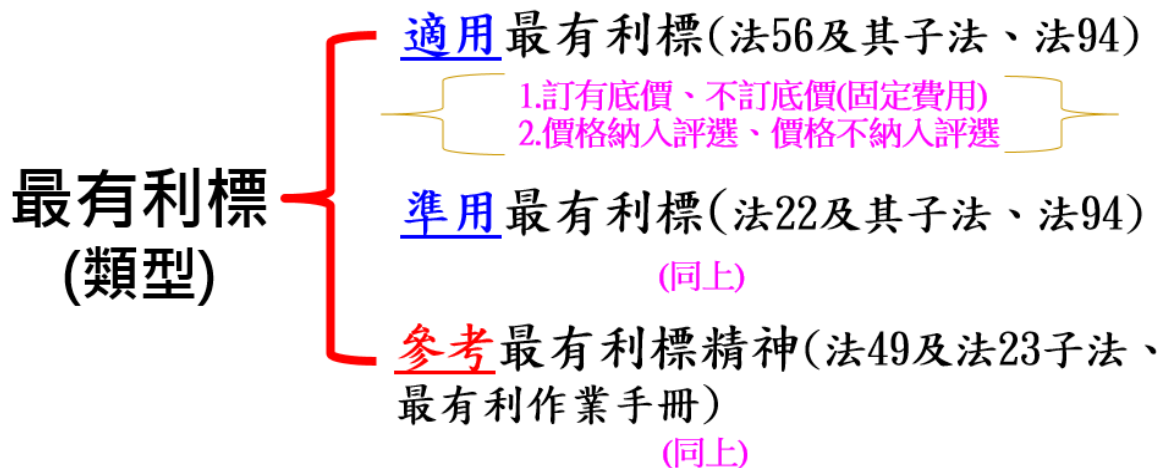 適用最有利標(法56及其子法、法94)
1.訂有底價、不訂底價(固定費用)
2.價格納入評選、價格不納入評選
最有利標
(類型)
準用最有利標(法22及其子法、法94)
(同上)
參考最有利標精神(法49及法23子法、
最有利作業手冊)
(同上)